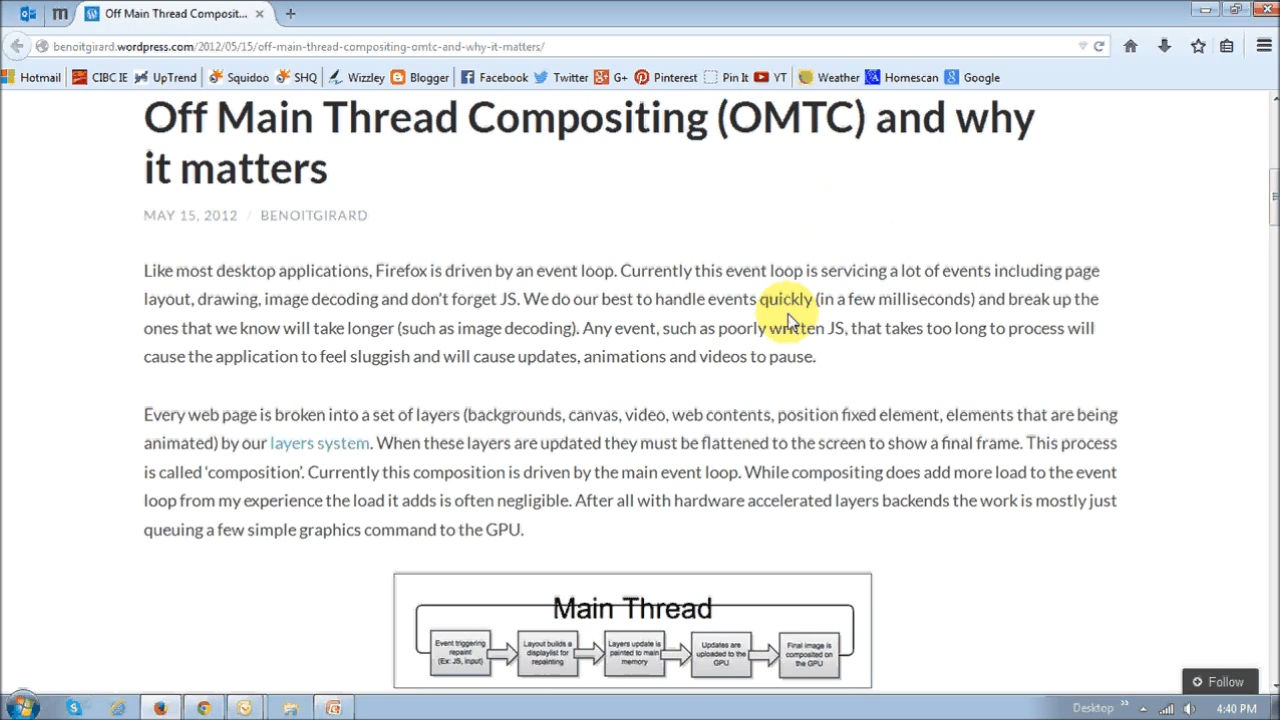 Off Main Thread Composit...
benoitgirard.wordpress.com/2012/05/15/off-main-thread-compositing-omtc-and-why-it-matters/
Hotmail CIBC IE UpTrend Squidoo SHQ Wizzley Blogger Facebook Twitter G+ Pinterest Pin It YT Weather Homescan Google
Off Main Thread Compositing (OMTC) and why
it matters
MAY 15, 2012 / BENOITGIRARD
Like most desktop applications, Firefox is driven by an event loop. Currently this event loop is servicing a lot of events including page
layout, drawing, image decoding and don't forget JS. We do our best to handle events quickly (in a few milliseconds) and break up the
ones that we know will take longer (such as image decoding). Any event, such as poorly written JS, that takes too long to process will
cause the application to feel sluggish and will cause updates, animations and videos to pause.
Every web page is broken into a set of layers (backgrounds, canvas, video, web contents, position fixed element, elements that are being
animated) by our layers system. When these layers are updated they must be flattened to the screen to show a final frame. This process
is called ‘composition’. Currently this composition is driven by the main event loop. While compositing does add more load to the event
loop from my experience the load it adds is often negligible. After all with hardware accelerated layers backends the work is mostly just
queuing a few simple graphics command to the GPU.
Main Thread
Event triggering
repaint
(Ex: JS, input)
Layout builds a
displaylist for
repainting
Layers update is
painted to main
memory
Updates are
uploaded to the
GPU
Final image is
composited on
the GPU
Follow
Desktop
4:40 PM